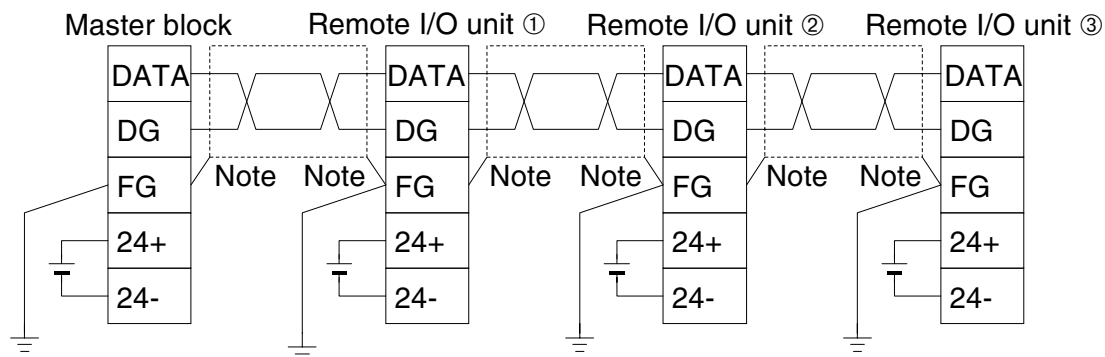 Master block Remote I/O unit ① Remote I/O unit ② Remote I/O unit ③
DATA DATA DATA DATA
DG DG DG DG
FG Note Note FG Note Note FG Note Note FG
24+ 24+ 24+ 24+
24- 24- 24- 24-